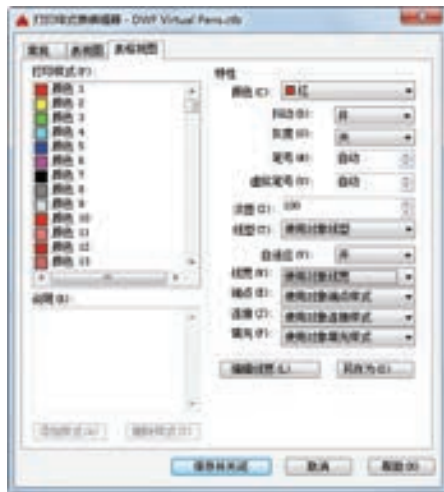 打印样式表编辑器 - DWF Virtual Pens.ctb
常规 表视图 表格视图
打印样式(P):
颜色 1
颜色 2
颜色 3
颜色 4
颜色 5
颜色 6
颜色 7
颜色 8
颜色 9
颜色 10
颜色 11
颜色 12
颜色 13
说明(R):
添加样式(A) 删除样式(Y)
特性
颜色(C): 红
抖动(D): 开
灰度(G): 关
笔号(#): 自动
虚拟笔号(V): 自动
淡显(I): 100
线型(T): 使用对象线型
自适应(V): 开
线宽(W): 使用对象线宽
端点(E): 使用对象端点样式
连接(J): 使用对象连接样式
填充(F): 使用对象填充样式
编辑线宽(L) 另存为(S)
保存并关闭 取消 帮助(H)